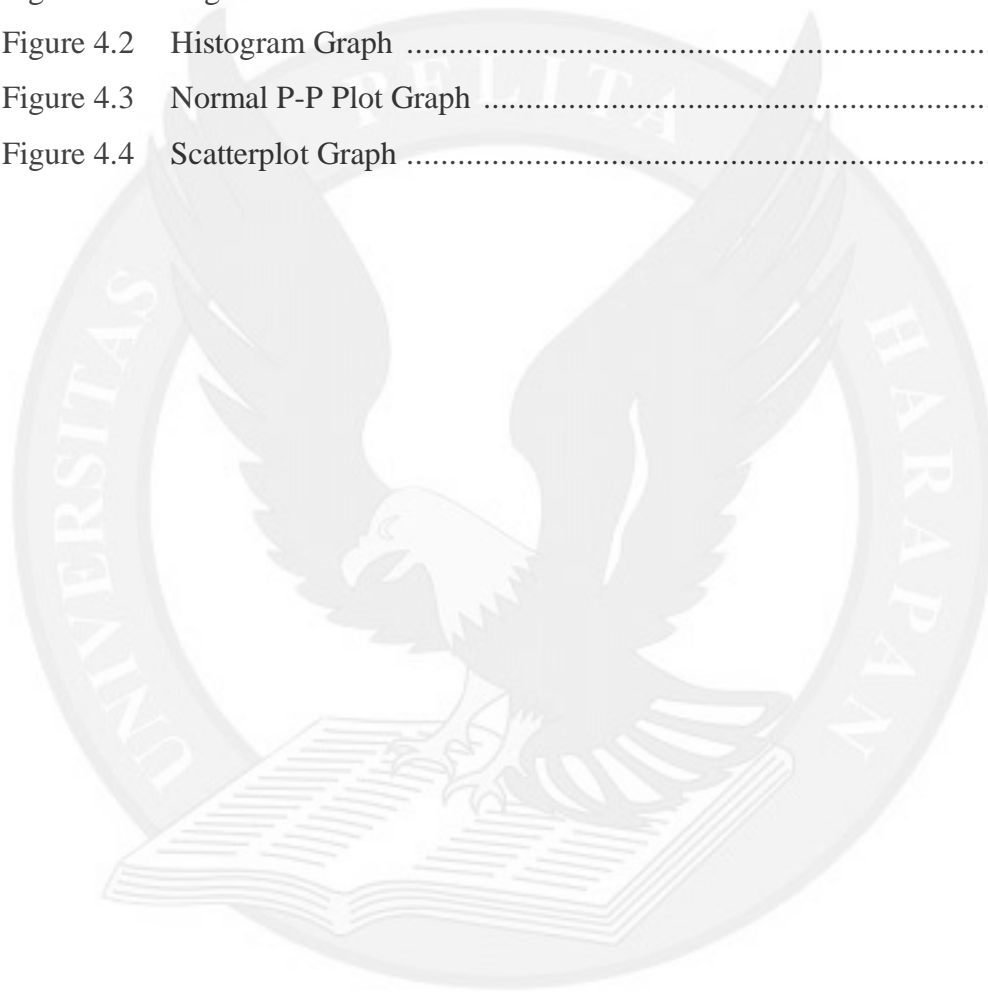 Figure 4.2 Histogram Graph ....................................................................
Figure 4.3 Normal P-P Plot Graph ...........................................................
Figure 4.4 Scatterplot Graph ....................................................................
UNIVERSITAS PELITA HARAPAN